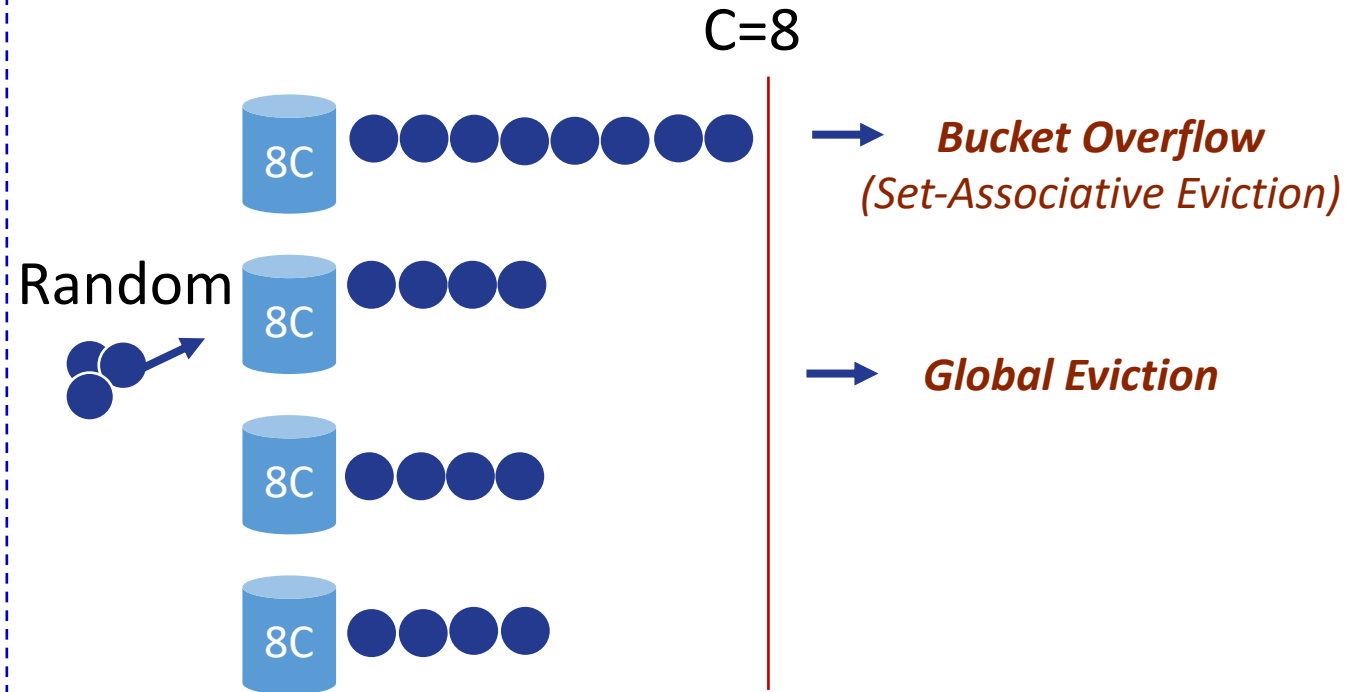 C=8
8C
Bucket Overflow
(Set-Associative Eviction)
Random
8C
Global Eviction
8C
8C